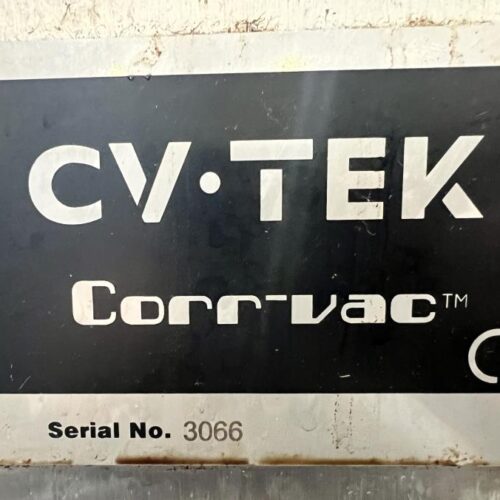 CV·TEK
Corr-vac™
Serial No. 3066